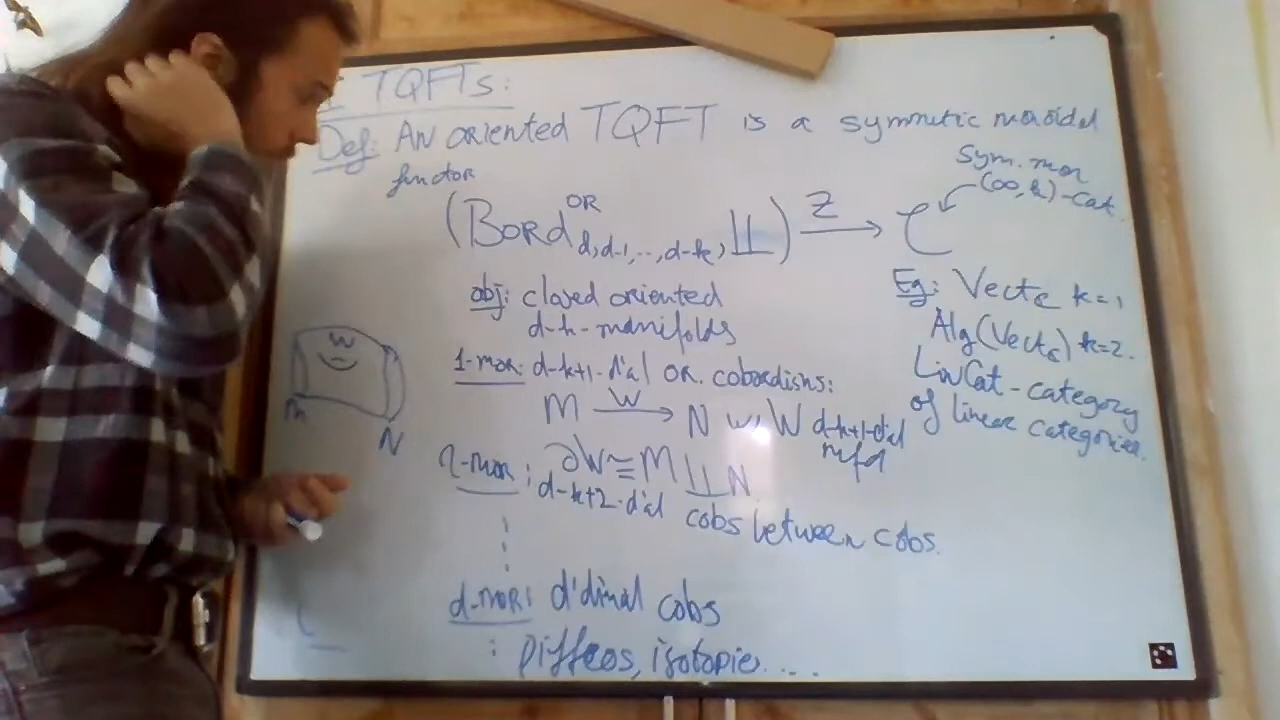 TQFTs:
Def: An oriented TQFT is a symmetric monoidal
functor
Sym. mon
(∞,k)-cat.
(Bord^OR_{d,d-1,...,d-k}, ⊔) —Z→ C
obj: closed oriented
d-k-manifolds
Eg: Vect_C k=1
Alg(Vect_C) k=2.
LinCat - category
of linear categories.
1-mor: d-k+1-d'al OR. cobordisms:
M —W→ N w, W d-k+1-d'al
mfd
∂W ≅ M ⊔ N
2-mor: d-k+2-d'al cobs between cobs.
⋮
d-mor: d'dimal cobs
: Diffeos, isotopies....
W
M
N